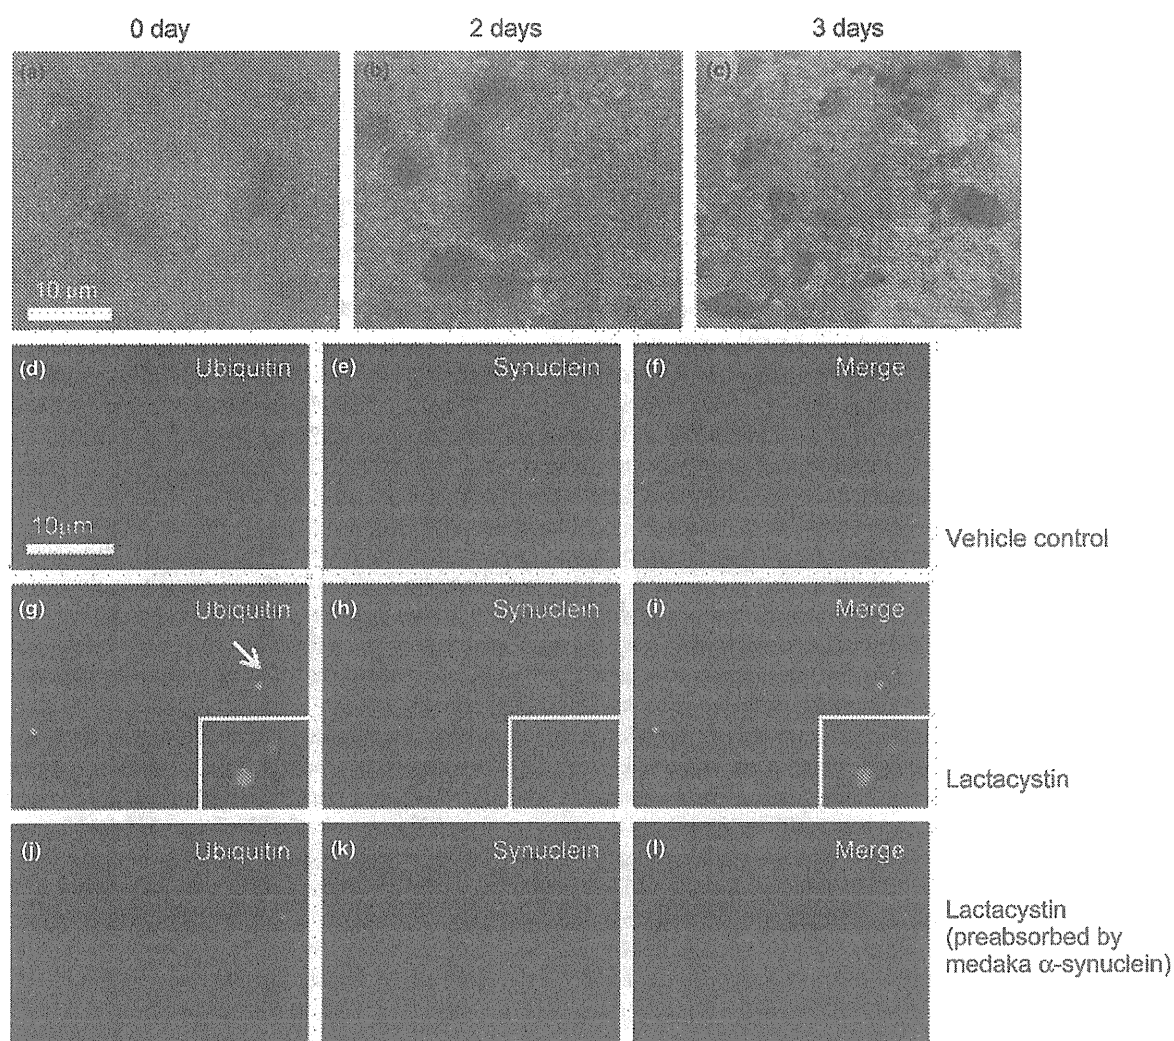 0 day 2 days 3 days
(a) (b) (c)
10 μm
(d) Ubiquitin (e) Synuclein (f) Merge
10μm
Vehicle control
(g) Ubiquitin (h) Synuclein (i) Merge
Lactacystin
(j) Ubiquitin (k) Synuclein (l) Merge
Lactacystin
(preabsorbed by
medaka α-synuclein)